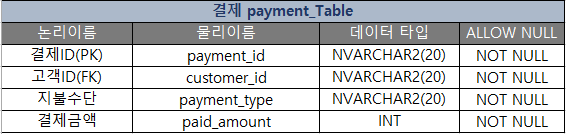 결제 payment_Table
논리이름 물리이름 데이터 타입 ALLOW NULL
결제ID(PK) payment_id NVARCHAR2(20) NOT NULL
고객ID(FK) customer_id NVARCHAR2(20) NOT NULL
지불수단 payment_type NVARCHAR2(20) NOT NULL
결제금액 paid_amount INT NOT NULL